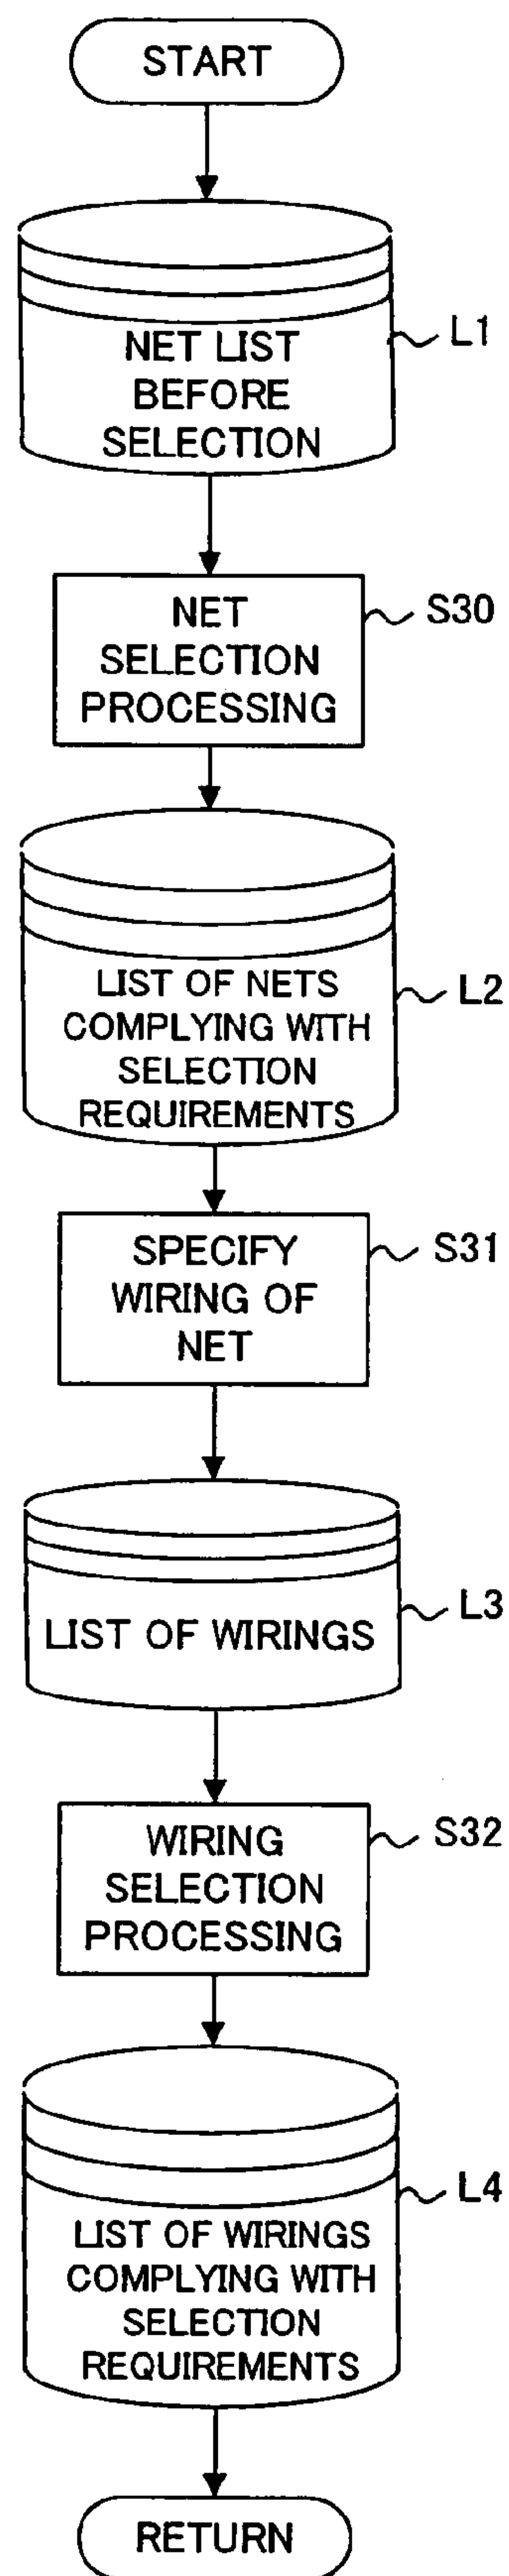 START
NET LIST
BEFORE
SELECTION
L1
NET
SELECTION
PROCESSING
S30
LIST OF NETS
COMPLYING WITH
SELECTION
REQUIREMENTS
L2
SPECIFY
WIRING OF
NET
S31
LIST OF WIRINGS
L3
WIRING
SELECTION
PROCESSING
S32
LIST OF WIRINGS
COMPLYING WITH
SELECTION
REQUIREMENTS
L4
RETURN